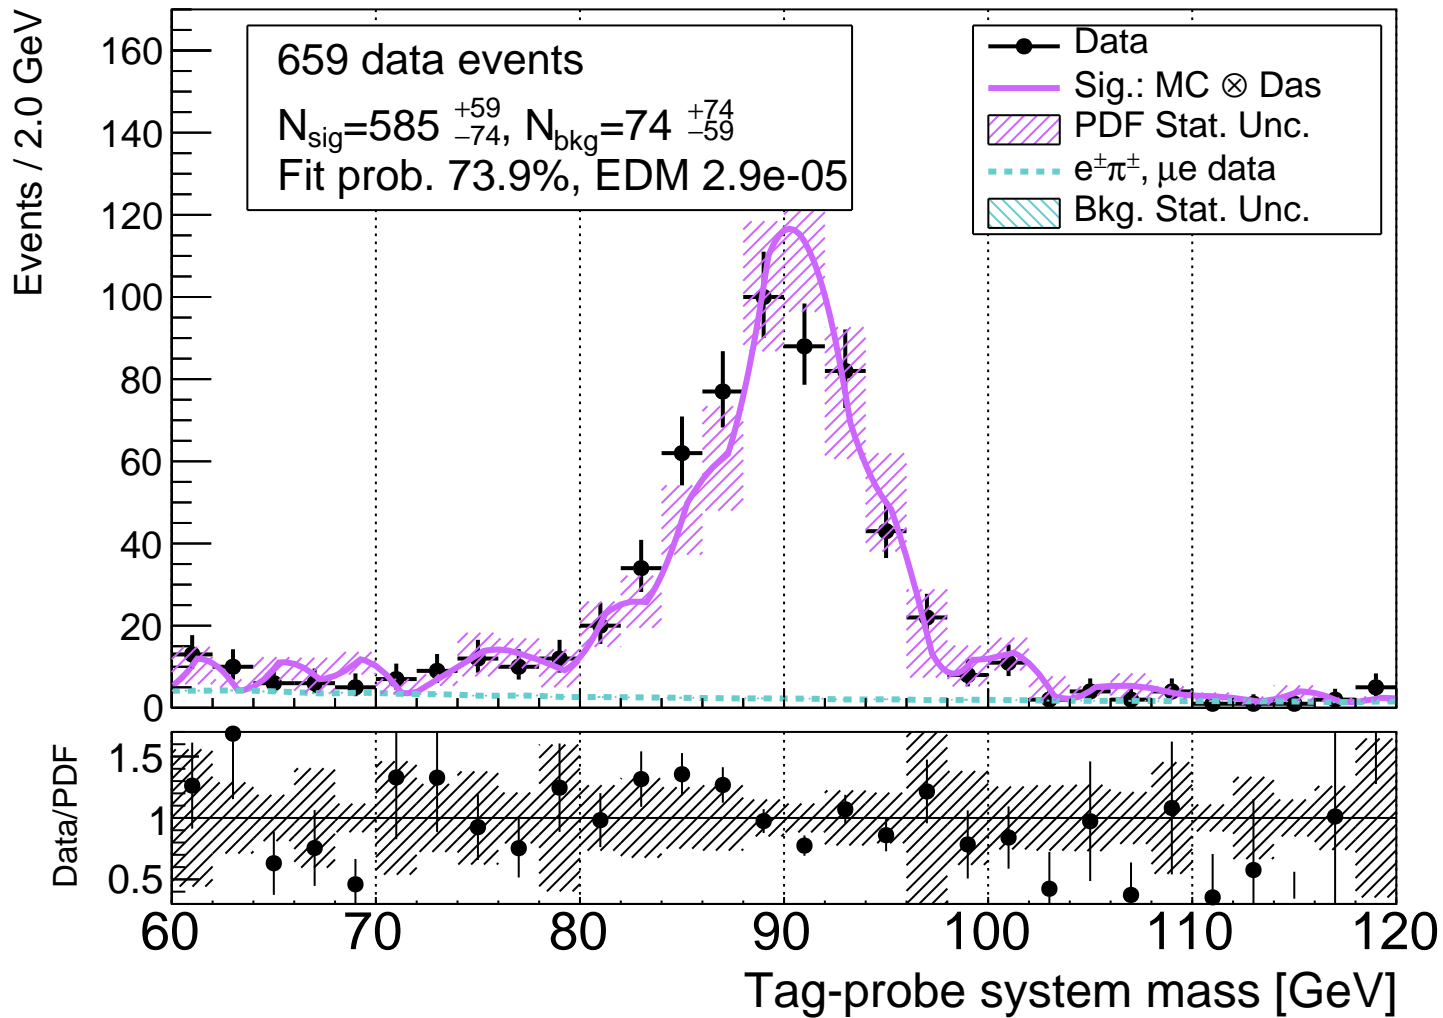 Events / 2.0 GeV
160
140
120
100
80
60
40
20
0
659 data events
N_sig=585 +59 −74, N_bkg=74 +74 −59
Fit prob. 73.9%, EDM 2.9e-05
Data
Sig.: MC ⊗ Das
PDF Stat. Unc.
e±π±, μe data
Bkg. Stat. Unc.
Data/PDF
1.5
1
0.5
60 70 80 90 100 110 120
Tag-probe system mass [GeV]